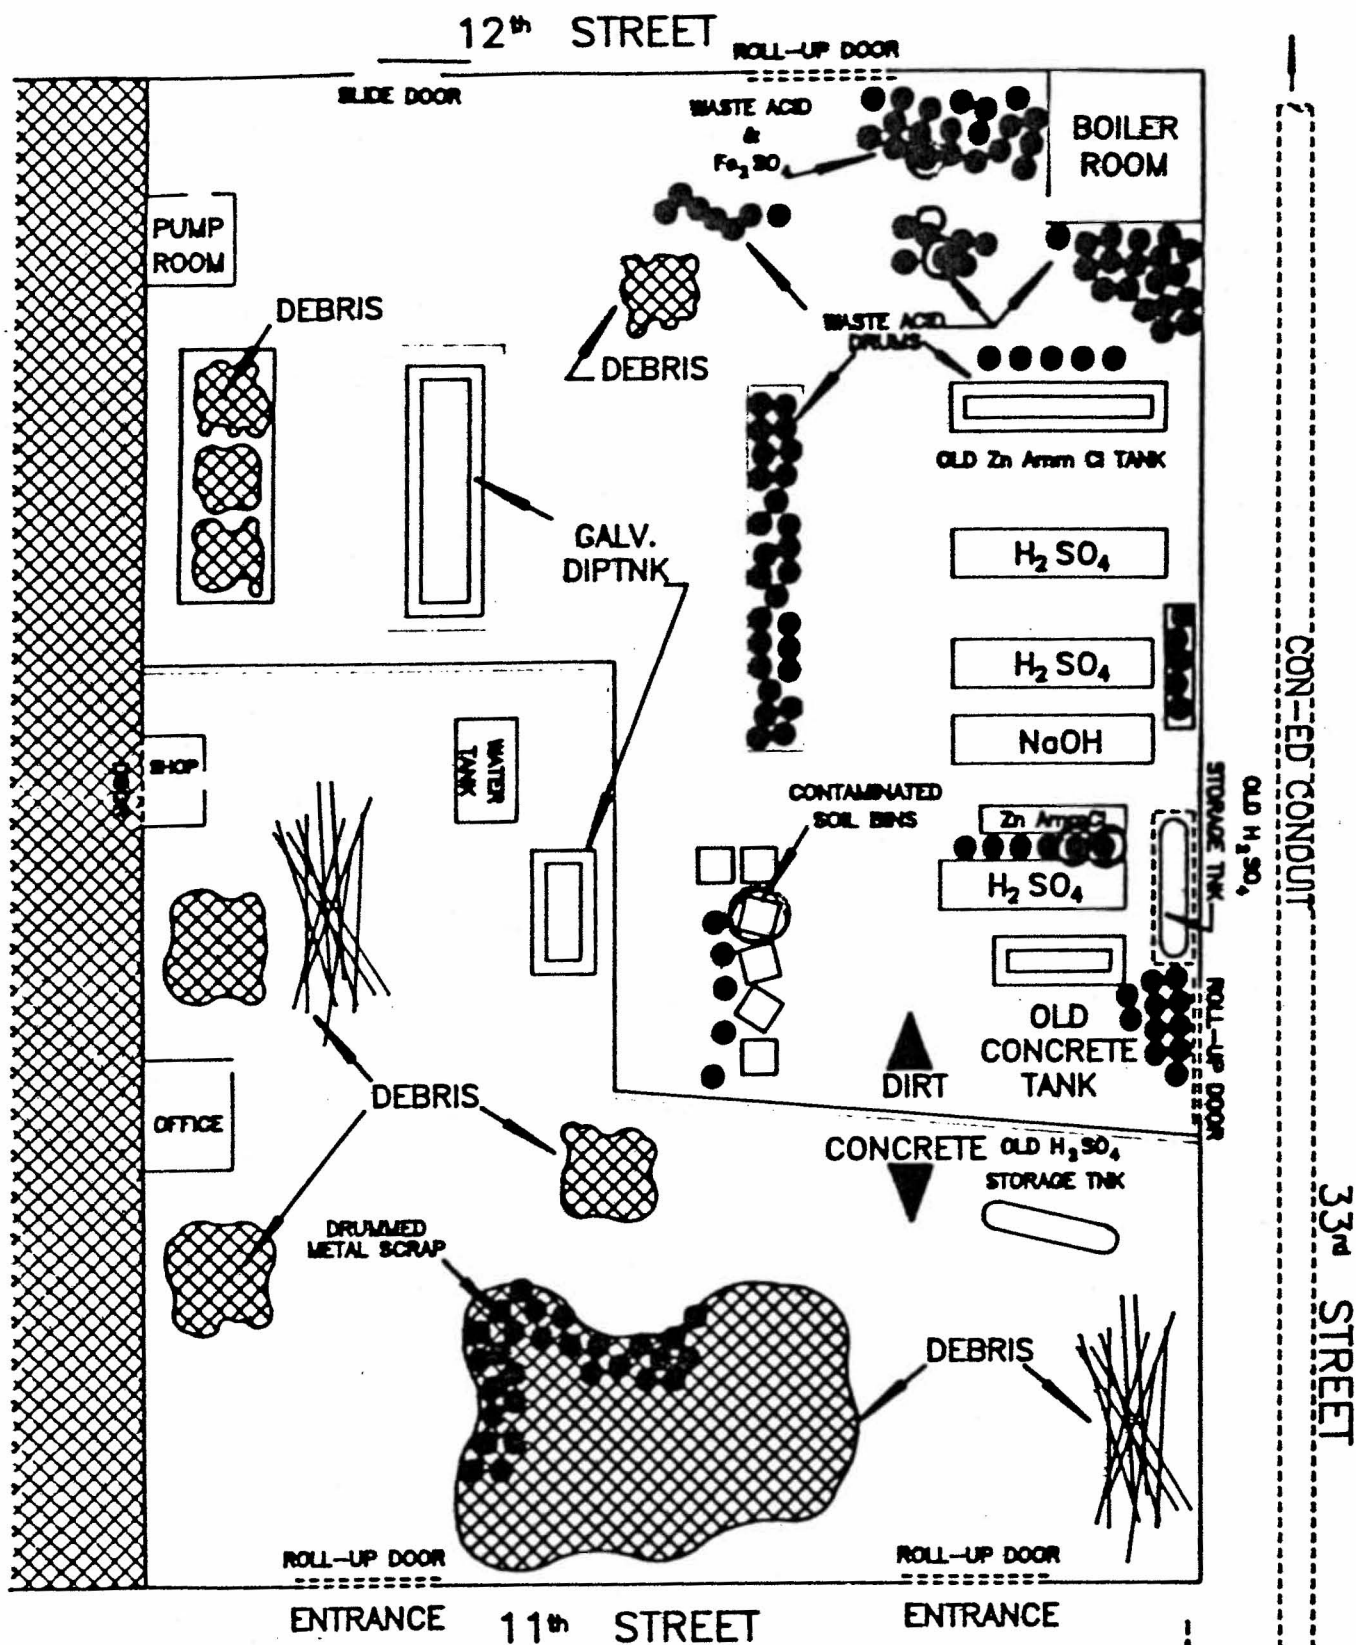 12th STREET
ROLL-UP DOOR
SLIDE DOOR
WASTE ACID
&
Fe2 SO4
BOILER
ROOM
PUMP
ROOM
DEBRIS
DEBRIS
WASTE ACID
DRUMS
OLD Zn Amm Cl TANK
GALV.
DIPTNK
H2 SO4
H2 SO4
NaOH
SHOP
WATER
TANK
CONTAMINATED
SOIL BINS
Zn Amm Cl
H2 SO4
OLD H2SO4
STORAGE TNK
CON-ED CONDUIT
ROLL-UP DOOR
OLD
CONCRETE
TANK
DIRT
DEBRIS
OFFICE
CONCRETE
OLD H2SO4
STORAGE TNK
33rd STREET
DRUMMED
METAL SCRAP
DEBRIS
ROLL-UP DOOR
ROLL-UP DOOR
ENTRANCE
11th STREET
ENTRANCE